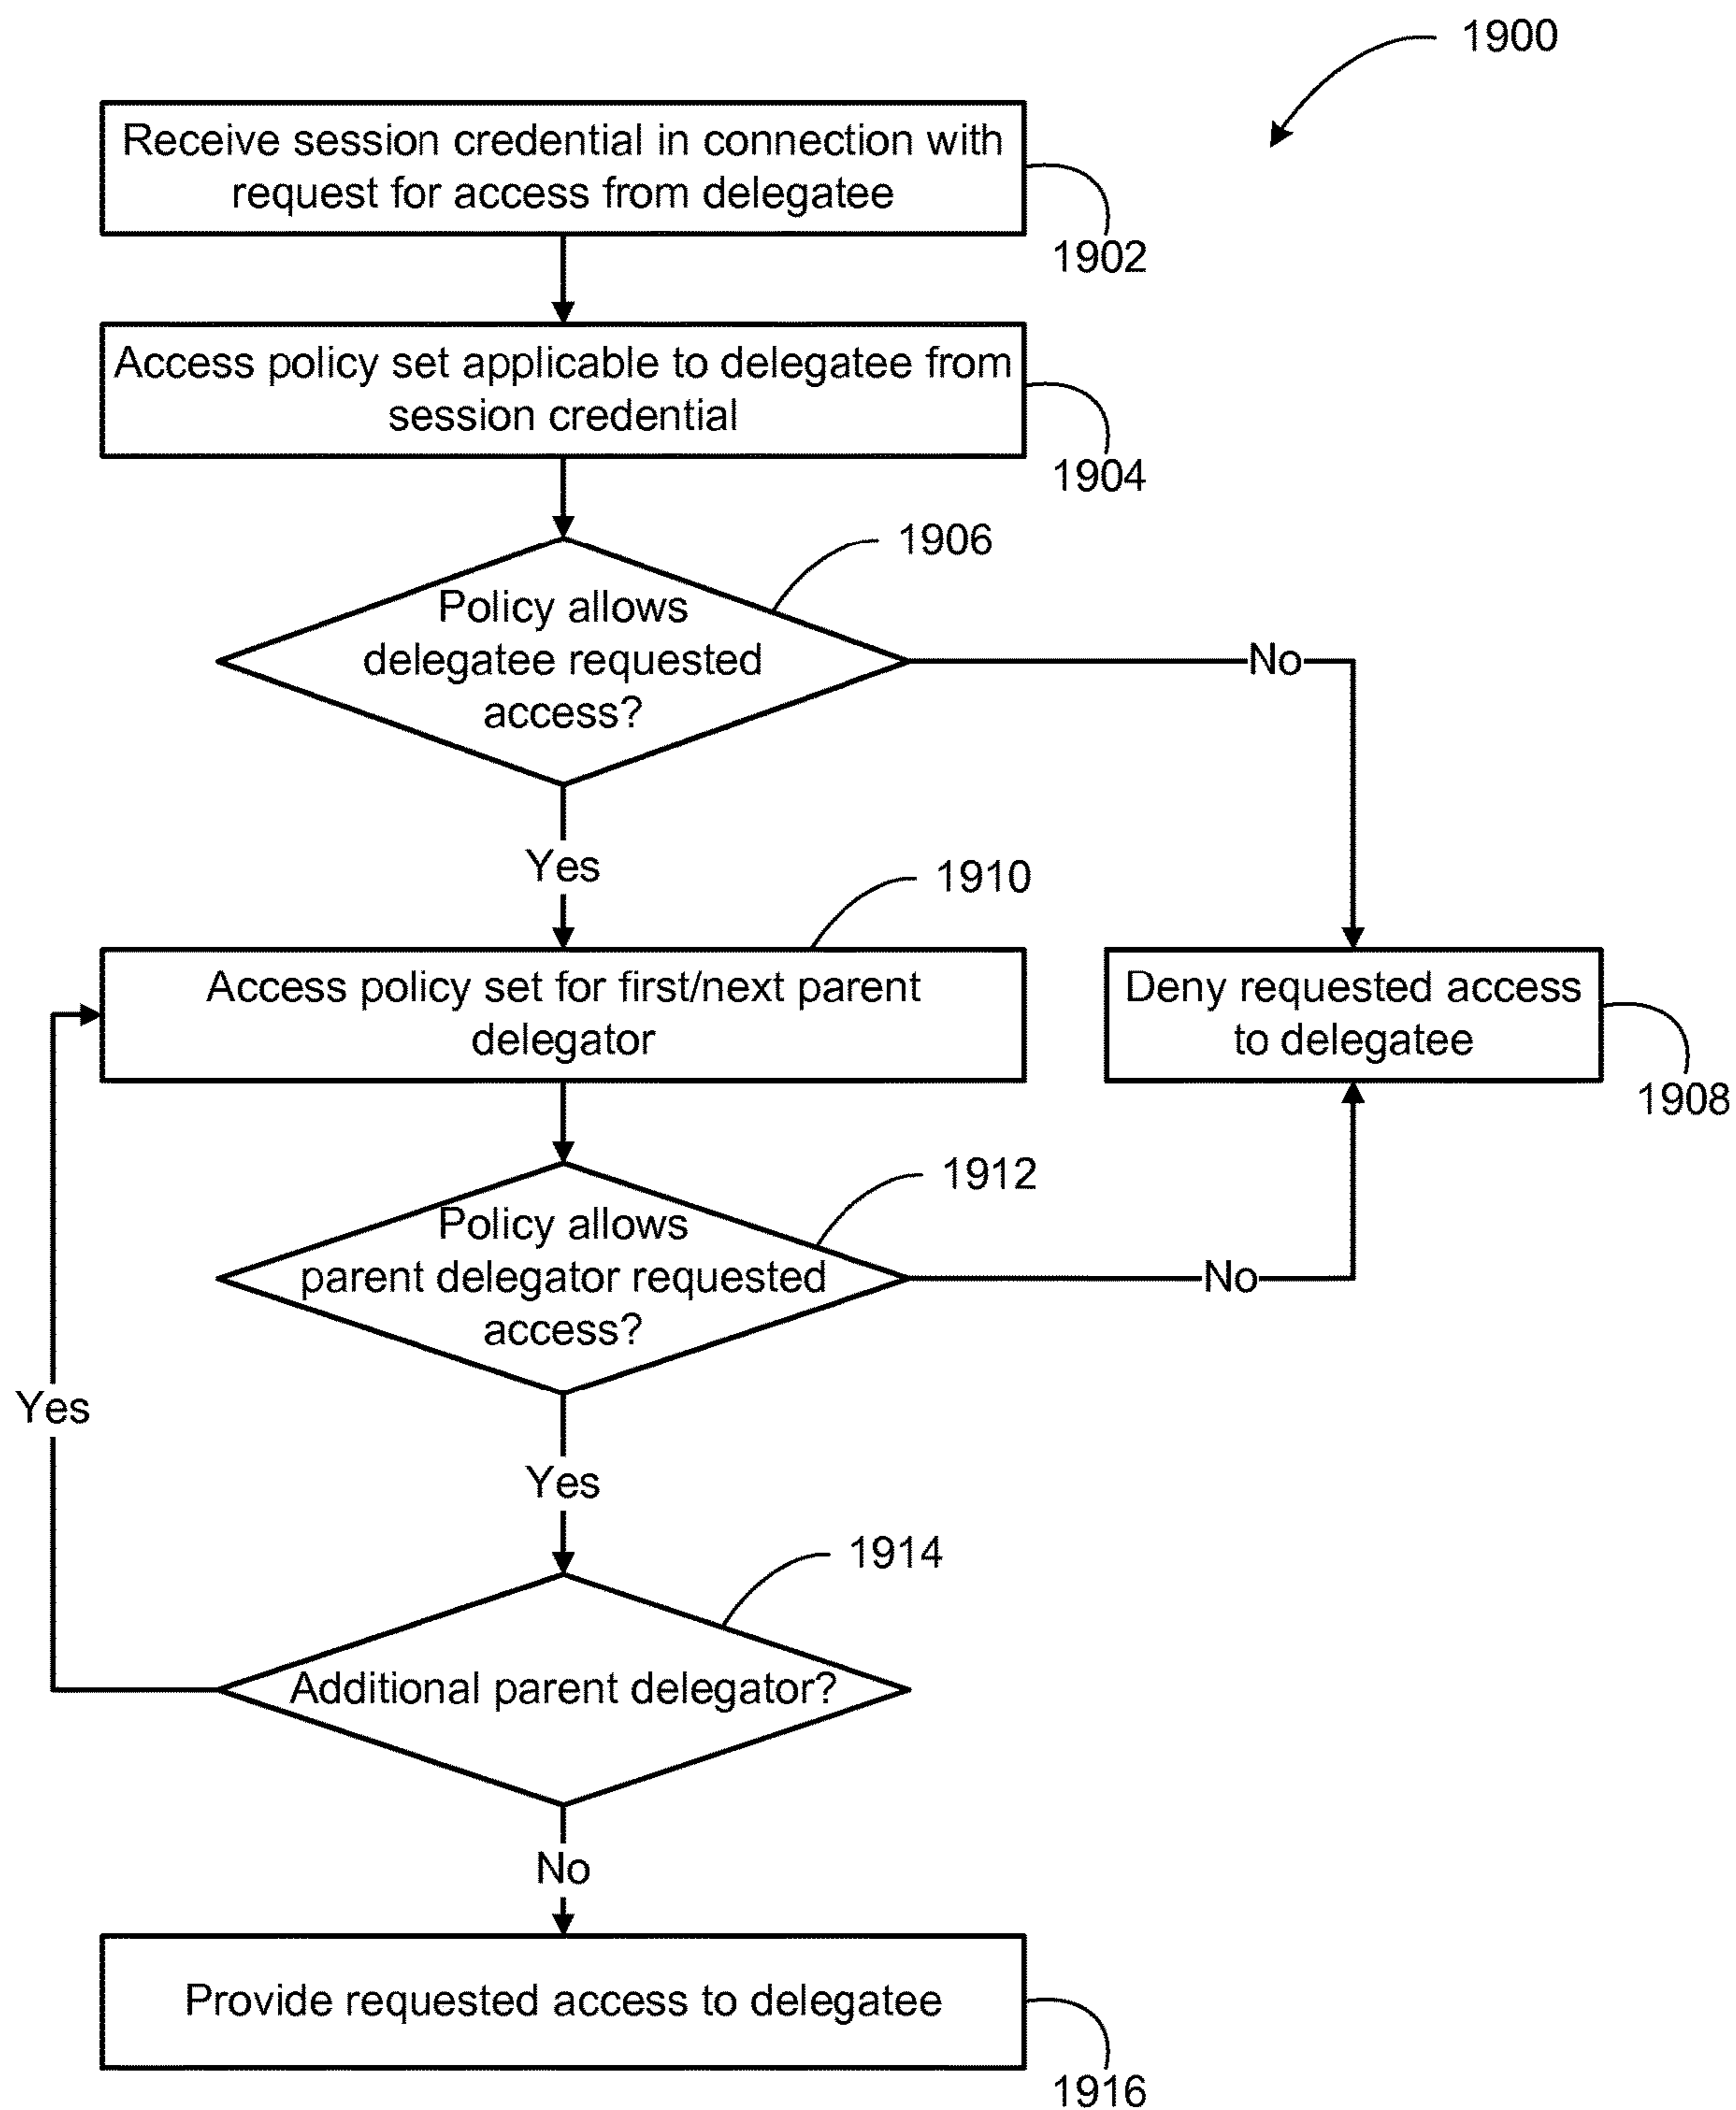 1900
Receive session credential in connection with
request for access from delegatee
1902
Access policy set applicable to delegatee from
session credential
1904
1906
Policy allows
delegatee requested
access?
No
Yes
1910
Access policy set for first/next parent
delegator
Deny requested access
to delegatee
1908
1912
Policy allows
parent delegator requested
access?
No
Yes
Yes
1914
Additional parent delegator?
No
Provide requested access to delegatee
1916